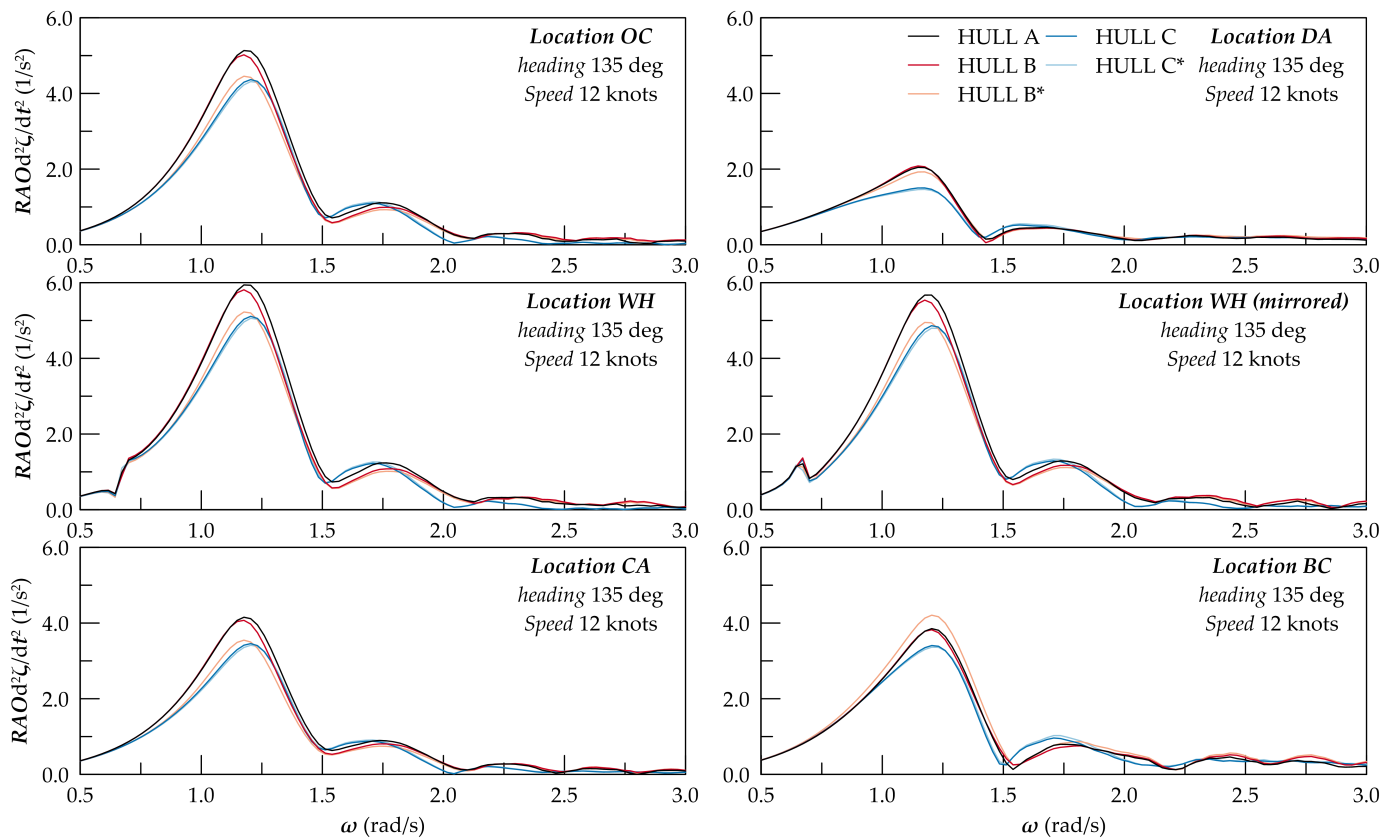 6.0
4.0
2.0
0.0
0.5 1.0 1.5 2.0 2.5 3.0
RAOd²ζ/dt² (1/s²)
Location OC
heading 135 deg
Speed 12 knots
HULL A
HULL B
HULL B*
HULL C
HULL C*
Location DA
heading 135 deg
Speed 12 knots
0.5 1.0 1.5 2.0 2.5 3.0
6.0
4.0
2.0
0.0
0.5 1.0 1.5 2.0 2.5 3.0
RAOd²ζ/dt² (1/s²)
Location WH
heading 135 deg
Speed 12 knots
6.0
4.0
2.0
0.0
Location WH (mirrored)
heading 135 deg
Speed 12 knots
0.5 1.0 1.5 2.0 2.5 3.0
6.0
4.0
2.0
0.0
6.0
4.0
2.0
0.0
RAOd²ζ/dt² (1/s²)
Location CA
heading 135 deg
Speed 12 knots
0.5 1.0 1.5 2.0 2.5 3.0
ω (rad/s)
6.0
4.0
2.0
0.0
Location BC
heading 135 deg
Speed 12 knots
0.5 1.0 1.5 2.0 2.5 3.0
ω (rad/s)